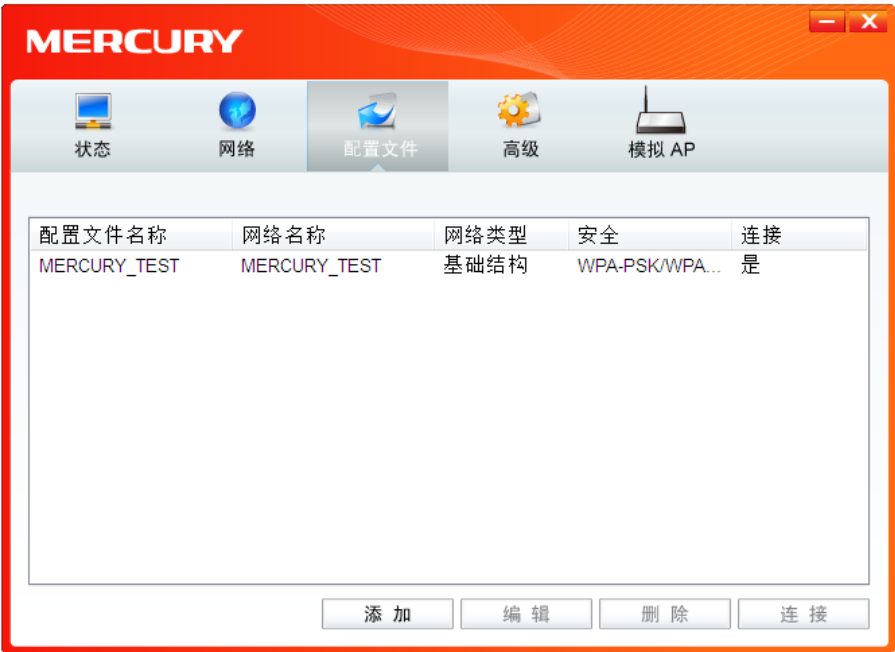 MERCURY
状态 网络 配置文件 高级 模拟 AP
配置文件名称 网络名称 网络类型 安全 连接
MERCURY_TEST MERCURY_TEST 基础结构 WPA-PSK/WPA... 是
添 加 编 辑 删 除 连 接